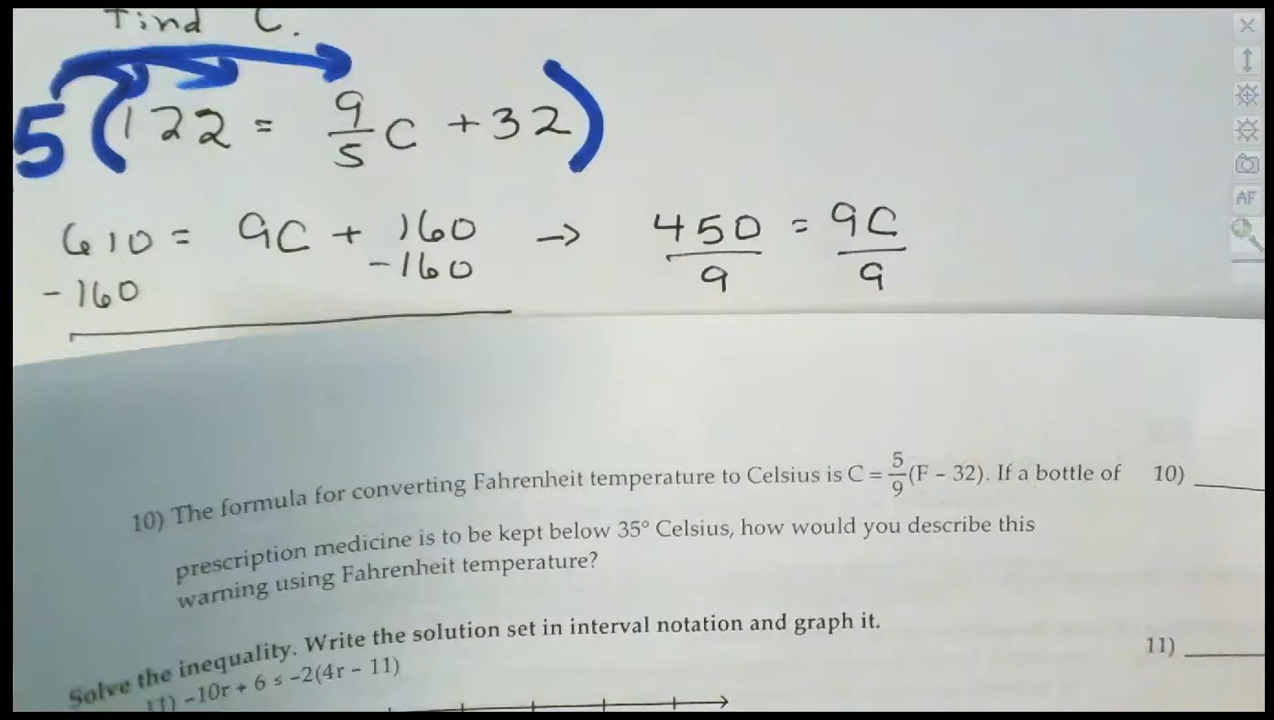 Find C.
5(122 = 9/5 C + 32)
610 = 9C + 160 → 450/9 = 9C/9
-160 -160
10) The formula for converting Fahrenheit temperature to Celsius is C = 5/9(F - 32). If a bottle of 10)
prescription medicine is to be kept below 35° Celsius, how would you describe this
warning using Fahrenheit temperature?
Solve the inequality. Write the solution set in interval notation and graph it.
11) -10r + 6 ≤ -2(4r - 11) 11)
AF